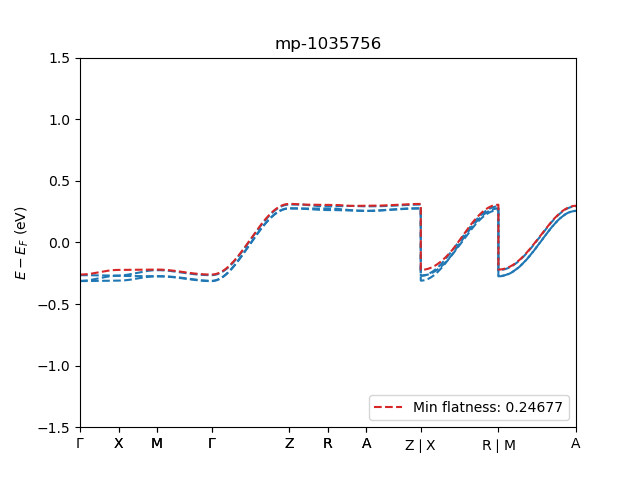 mp-1035756
1.5
1.0
0.5
0.0
−0.5
−1.0
−1.5
E − E_F (eV)
Min flatness: 0.24677
Γ X M Γ Z R A Z | X R | M A